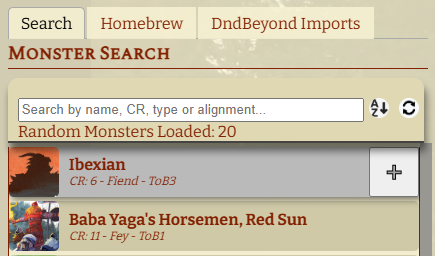 Search Homebrew DndBeyond Imports
Monster Search
Search by name, CR, type or alignment...
Random Monsters Loaded: 20
Ibexian
CR: 6 - Fiend - ToB3
Baba Yaga's Horsemen, Red Sun
CR: 11 - Fey - ToB1